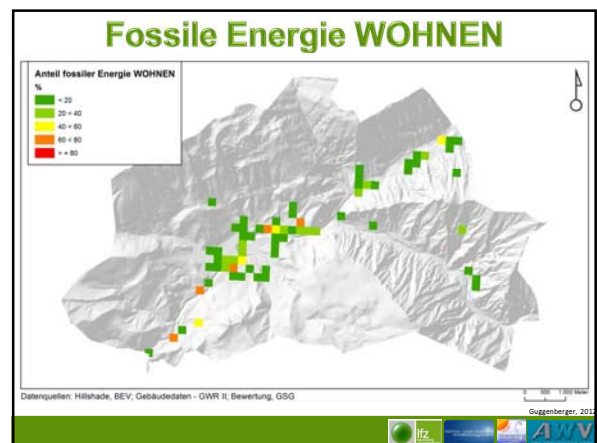 Fossile Energie WOHNEN
Anteil fossiler Energie WOHNEN
%
< 20
20 < 40
40 < 60
60 < 80
> = 80
Datenquellen: Hillshade, BEV; Gebäudedaten - GWR II; Bewertung, GSG
0 500 1.000 Meter
Guggenberger, 2012
lfz
AWV